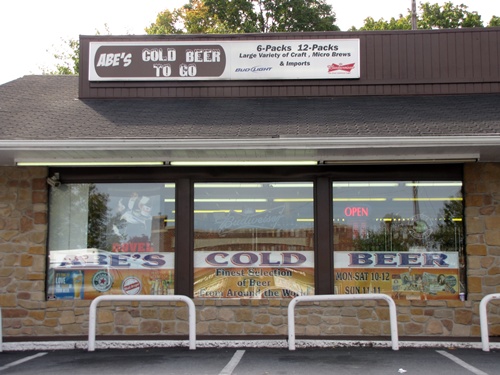 ABE'S
COLD BEER
TO GO
6-Packs 12-Packs
Large Variety of Craft , Micro Brews
& Imports
BUD LIGHT
Budweiser
OPEN
ABE'S COLD BEER
Finest Selection
of Beer
From Around the World
MON-SAT 10-12
SUN 11-11